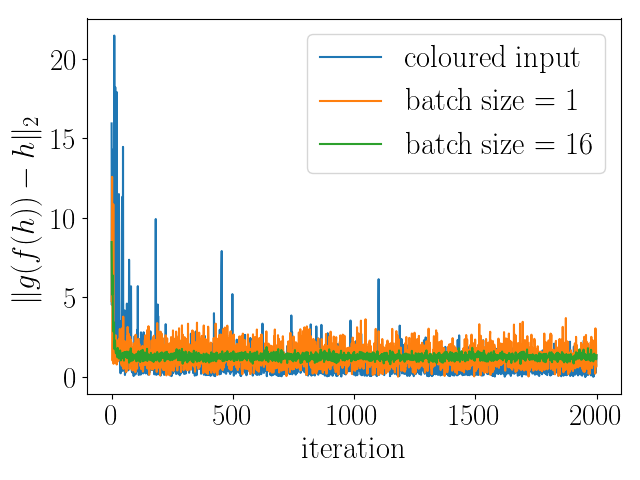 coloured input
batch size = 1
batch size = 16
20
15
10
5
0
∥g(f(h)) − h∥₂
0 500 1000 1500 2000
iteration